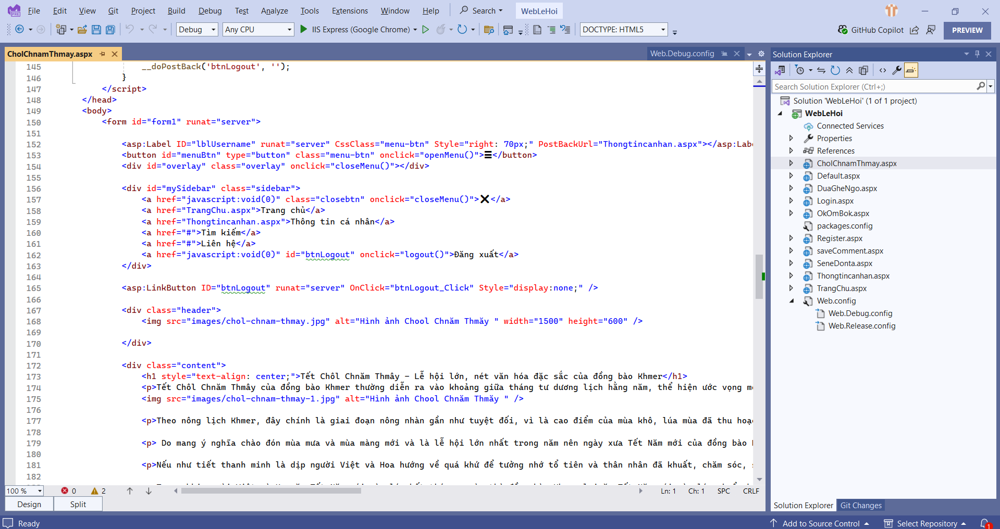 File Edit View Git Project Build Debug Test Analyze Tools Extensions Window Help Search WebLeHoi
Debug Any CPU IIS Express (Google Chrome) DOCTYPE: HTML5 GitHub Copilot PREVIEW
CholChnamThmay.aspx Web.Debug.config
145 __doPostBack('btnLogout', '');
146 }
147 </script>
148 </head>
149 <body>
150 <form id="form1" runat="server">
151
152 <asp:Label ID="lblUsername" runat="server" CssClass="menu-btn" Style="right: 70px;" PostBackUrl="Thongtincanhan.aspx"></asp:Labe
153 <button id="menuBtn" type="button" class="menu-btn" onclick="openMenu()">☰</button>
154 <div id="overlay" class="overlay" onclick="closeMenu()"></div>
155
156 <div id="mySidebar" class="sidebar">
157 <a href="javascript:void(0)" class="closebtn" onclick="closeMenu()">❌</a>
158 <a href="TrangChu.aspx">Trang chủ</a>
159 <a href="Thongtincanhan.aspx">Thông tin cá nhân</a>
160 <a href="#">Tìm kiếm</a>
161 <a href="#">Liên hệ</a>
162 <a href="javascript:void(0)" id="btnLogout" onclick="logout()">Đăng xuất</a>
163 </div>
164
165 <asp:LinkButton ID="btnLogout" runat="server" OnClick="btnLogout_Click" Style="display:none;" />
166
167 <div class="header">
168 <img src="images/chol-chnam-thmay.jpg" alt="Hình ảnh Chool Chnăm Thmăy " width="1500" height="600" />
169
170 </div>
171
172 <div class="content">
173 <h1 style="text-align: center;">Tết Chôl Chnăm Thmây – Lễ hội lớn, nét văn hóa đặc sắc của đồng bào Khmer</h1>
174 <p>Tết Chôl Chnăm Thmây của đồng bào Khmer thường diễn ra vào khoảng giữa tháng tư dương lịch hằng năm, thể hiện ước vọng
175 <img src="images/chol-chnam-thmay-1.jpg" alt="Hình ảnh Chool Chnăm Thmăy " />
176
177 <p>Theo nông lịch Khmer, đây chính là giai đoạn nông nhàn gần như tuyệt đối, vì là cao điểm của mùa khô, lúa mùa đã thu
178
179 <p> Do mang ý nghĩa chào đón mùa mưa và mùa màng mới và là lễ hội lớn nhất trong năm nên ngày xưa Tết Năm mới của đồng bào
180
181 <p>Nếu như tiết thanh minh là dịp người Việt và Hoa hướng về quá khứ để tưởng nhớ tổ tiên và thân nhân đã khuất, chăm sóc,
182
100 % 0 2 Ln: 1 Ch: 1 SPC CRLF
Design Split
Solution Explorer
Search Solution Explorer (Ctrl+;)
Solution 'WebLeHoi' (1 of 1 project)
WebLeHoi
Connected Services
Properties
References
CholChnamThmay.aspx
Default.aspx
DuaGheNgo.aspx
Login.aspx
OkOmBok.aspx
packages.config
Register.aspx
saveComment.aspx
SeneDonta.aspx
Thongtincanhan.aspx
TrangChu.aspx
Web.config
Web.Debug.config
Web.Release.config
Solution Explorer Git Changes
Ready Add to Source Control Select Repository 1